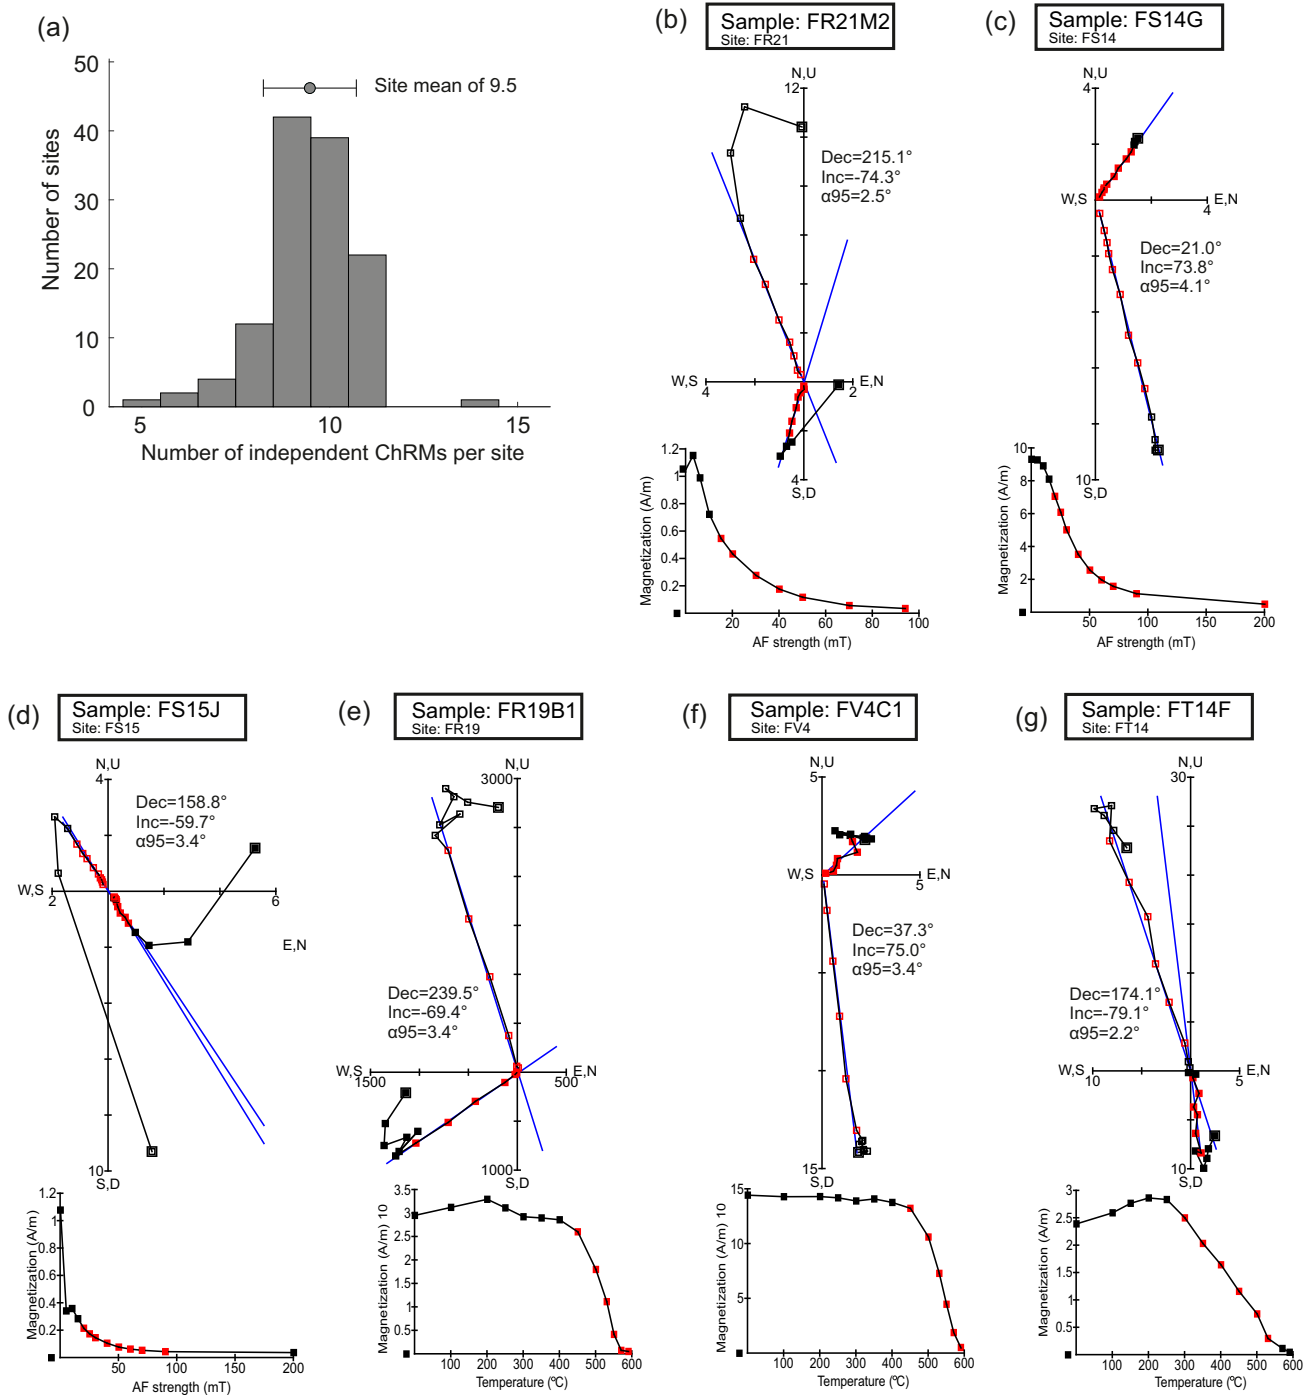 (a)
50
40
30
20
10
0
Number of sites
Site mean of 9.5
5
10
15
Number of independent ChRMs per site
(b)
Sample: FR21M2
Site: FR21
N,U
12
Dec=215.1°
Inc=-74.3°
α95=2.5°
W,S
4
E,N
2
4
S,D
1.2
1
0.8
0.6
0.4
0.2
Magnetization (A/m)
20
40
60
80
100
AF strength (mT)
(c)
Sample: FS14G
Site: FS14
N,U
4
W,S
E,N
4
Dec=21.0°
Inc=73.8°
α95=4.1°
10
S,D
10
8
6
4
2
Magnetization (A/m)
50
100
150
200
AF strength (mT)
(d)
Sample: FS15J
Site: FS15
N,U
4
Dec=158.8°
Inc=-59.7°
α95=3.4°
W,S
2
6
E,N
10
S,D
1.2
1
0.8
0.6
0.4
0.2
Magnetization (A/m)
50
100
150
200
AF strength (mT)
(e)
Sample: FR19B1
Site: FR19
N,U
3000
Dec=239.5°
Inc=-69.4°
α95=3.4°
W,S
1500
E,N
500
1000
S,D
3.5
3
2.5
2
1.5
1
0.5
Magnetization (A/m) 10
100
200
300
400
500
600
Temperature (ºC)
(f)
Sample: FV4C1
Site: FV4
N,U
5
W,S
E,N
5
Dec=37.3°
Inc=75.0°
α95=3.4°
15
S,D
15
10
5
Magnetization (A/m) 10
100
200
300
400
500
600
Temperature (ºC)
(g)
Sample: FT14F
Site: FT14
N,U
30
Dec=174.1°
Inc=-79.1°
α95=2.2°
W,S
10
E,N
5
10
S,D
3
2.5
2
1.5
1
0.5
Magnetization (A/m)
100
200
300
400
500
600
Temperature (ºC)